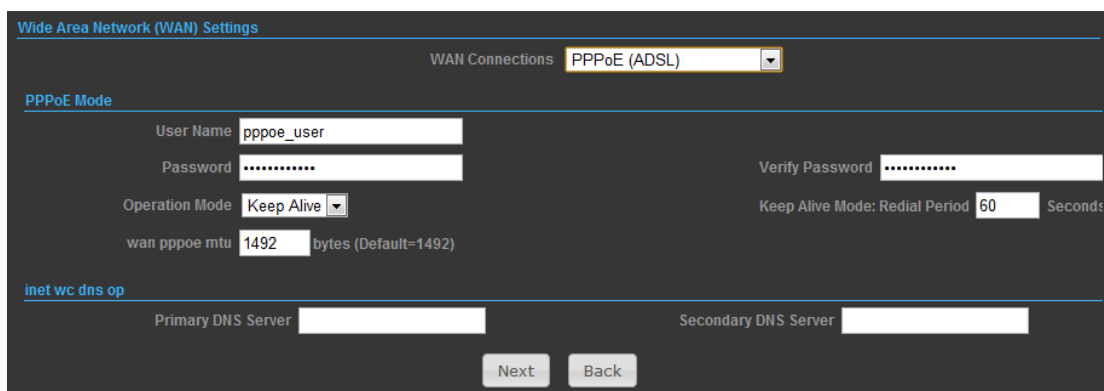 Wide Area Network (WAN) Settings
WAN Connections PPPoE (ADSL)
PPPoE Mode
User Name pppoe_user
Password •••••••••••• Verify Password ••••••••••••
Operation Mode Keep Alive Keep Alive Mode: Redial Period 60 Seconds
wan pppoe mtu 1492 bytes (Default=1492)
inet wc dns op
Primary DNS Server Secondary DNS Server
Next Back